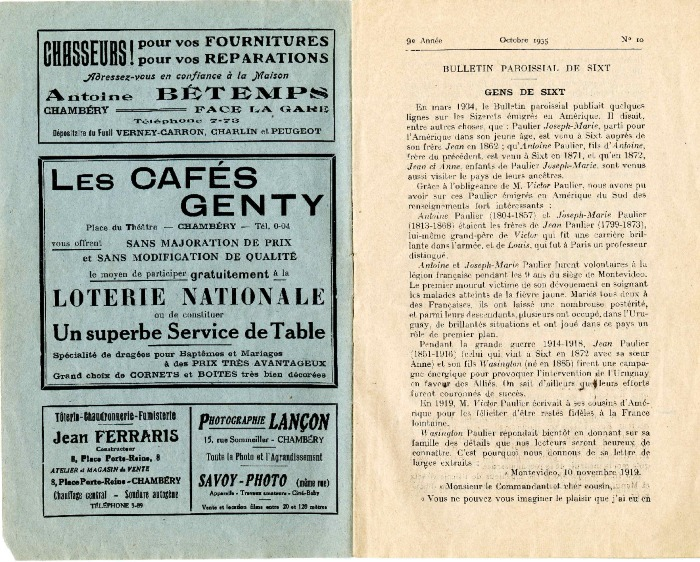 CHASSEURS! pour vos FOURNITURES
pour vos RÉPARATIONS
Adressez-vous en confiance à la Maison
Antoine BÉTEMPS
CHAMBÉRY FACE LA GARE
Téléphone 7-73
Dépositaire du Fusil VERNEY-CARRON, CHARLIN et PEUGEOT
LES CAFÉS
GENTY
Place du Théâtre — CHAMBÉRY — Tél. 0-04
vous offrent SANS MAJORATION DE PRIX
et SANS MODIFICATION DE QUALITÉ
le moyen de participer gratuitement à la
LOTERIE NATIONALE
ou de constituer
Un superbe Service de Table
Spécialité de dragées pour Baptêmes et Mariages
à des PRIX TRÈS AVANTAGEUX
Grand choix de CORNETS et BOITES très bien décorées
Tôlerie-Chaudronnerie-Fumisterie
Jean FERRARIS
Constructeur
8, Place Porte-Reine, 8
ATELIER et MAGASIN de VENTE
8, Place Porte-Reine - CHAMBÉRY
Chauffage central - Soudure autogène
TÉLÉPHONE 5-69
PHOTOGRAPHIE LANÇON
15, rue Sommeiller - CHAMBÉRY
Toute la Photo et l'Agrandissement
SAVOY-PHOTO (même rue)
Appareils - Travaux amateurs - Ciné-Baby
Vente et location films entre 20 et 120 mètres
9e Année Octobre 1935 N° 10
BULLETIN PAROISSIAL DE SIXT
GENS DE SIXT
En mars 1934, le Bulletin paroissial publiait quelques
lignes sur les Sizerets émigrés en Amérique. Il disait,
entre autres choses, que : Paulier Joseph-Marie, parti pour
l'Amérique dans son jeune âge, est venu à Sixt auprès de
son frère Jean en 1862 ; qu'Antoine Paulier, fils d'Antoine,
frère du précédent, est venu à Sixt en 1871, et qu'en 1872,
Jean et Anne, enfants de Paulier Joseph-Marie, sont venus
aussi visiter le pays de leurs ancêtres.
Grâce à l'obligeance de M. Victor Paulier, nous avons pu
avoir sur ces Paulier émigrés en Amérique du Sud des
renseignements fort intéressants :
Antoine Paulier (1804-1857) et Joseph-Marie Paulier
(1813-1868) étaient les frères de Jean Paulier (1799-1873),
lui-même grand-père de Victor qui fit une carrière bril-
lante dans l'armée, et de Louis, qui fut à Paris un professeur
distingué.
Antoine et Joseph-Marie Paulier furent volontaires à la
légion française pendant les 9 ans du siège de Montevideo.
Le premier mourut victime de son dévouement en soignant
les malades atteints de la fièvre jaune. Mariés tous deux à
des Françaises, ils ont laissé une nombreuse postérité,
et parmi leurs descendants, plusieurs ont occupé, dans l'Uru-
guay, de brillantes situations et ont joué dans ce pays un
rôle de premier plan.
Pendant la grande guerre 1914-1918, Jean Paulier
(1851-1916) (celui qui vint à Sixt en 1872 avec sa sœur
Anne) et son fils Wasington (né en 1885) firent une campa-
gne énergique pour provoquer l'intervention de l'Uruguay
en faveur des Alliés. On sait d'ailleurs que leurs efforts
furent couronnés de succès.
En 1919, M. Victor Paulier écrivait à ses cousins d'Amé-
rique pour les féliciter d'être restés fidèles à la France
lointaine.
Wasington Paulier répondait bientôt en donnant sur sa
famille des détails que nos lecteurs seront heureux de
connaître. C'est pourquoi nous donnons de sa lettre de
larges extraits :
« Montevideo, 10 novembre 1919.
« Monsieur le Commandant et cher cousin,
« Vous ne pouvez vous imaginer le plaisir que j'ai eu en